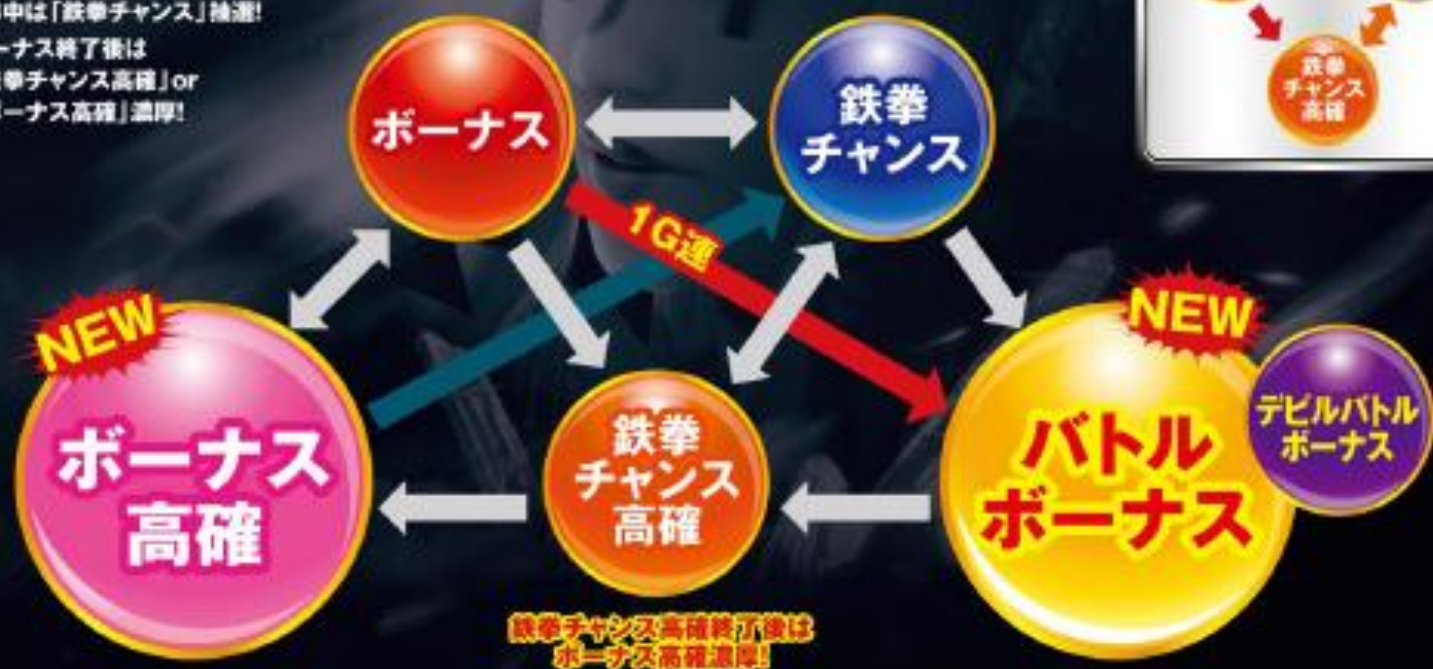 中は「鉄拳チャンス」抽選!
ーナス終了後は
拳チャンス高確」or
ーナス高確」濃厚!
鉄拳
チャンス
高確
ボーナス
鉄拳
チャンス
1G連
NEW
ボーナス
高確
鉄拳
チャンス
高確
NEW
バトル
ボーナス
デビルバトル
ボーナス
鉄拳チャンス高確終了後は
ボーナス高確濃厚!